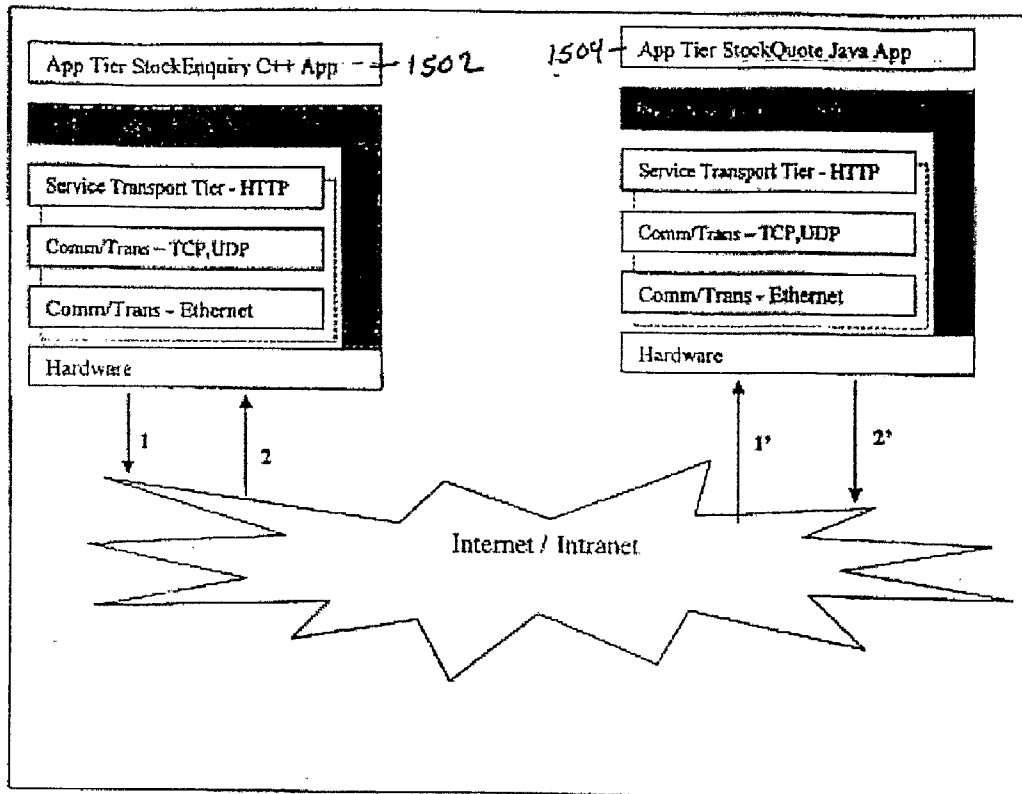 App Tier StockEnquiry C++ App
1502
1504
App Tier StockQuote Java App
Service Transport Tier - HTTP
Comm/Trans – TCP,UDP
Comm/Trans - Ethernet
Hardware
Service Transport Tier - HTTP
Comm/Trans – TCP,UDP
Comm/Trans - Ethernet
Hardware
1
2
1'
2'
Internet / Intranet